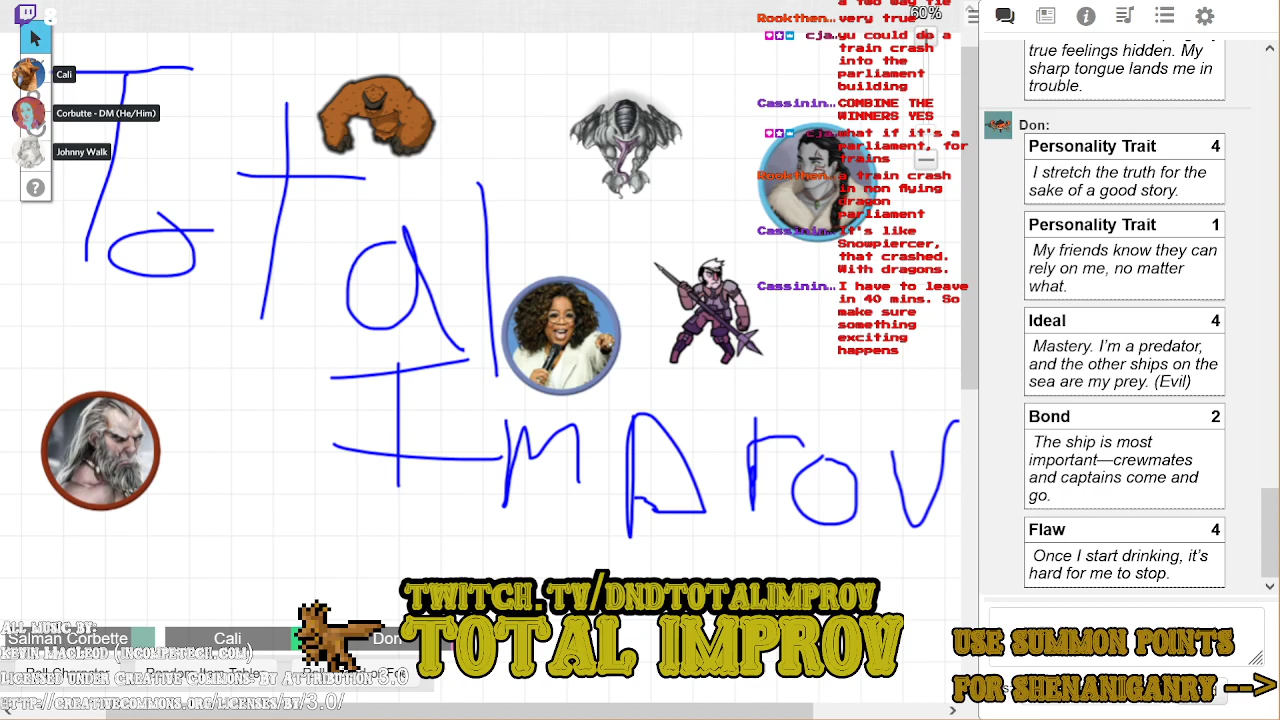 60%
a two way tie
Rookthen… very true
cja… yu could do a
train crash
into the
parliament
building
Cassinin… COMBINE THE
WINNERS YES
cja… what if it's a
parliament, for
trains
Rookthen… a train crash
in non flying
dragon
parliament
Cassinin… It's like
Snowpiercer,
that crashed.
With dragons.
Cassinin… I have to leave
in 40 mins. So
make sure
something
exciting
happens
Cali
Corbutte - DM (He/Him)
Johnny Walk
Total
Improv
true feelings hidden. My
sharp tongue lands me in
trouble.
Don:
Personality Trait 4
I stretch the truth for the
sake of a good story.
Personality Trait 1
My friends know they can
rely on me, no matter
what.
Ideal 4
Mastery. I'm a predator,
and the other ships on the
sea are my prey. (Evil)
Bond 2
The ship is most
important—crewmates
and captains come and
go.
Flaw 4
Once I start drinking, it's
hard for me to stop.
TWITCH.TV/DNDTOTALIMPROV
TOTAL IMPROV
USE SUMMON POINTS
FOR SHENANIGANRY -->
Salman Corbette Cali Don
ALL MUSIC BY:
KEVIN MACLEOD (INCOMPETECH.COM)
LICENSED UNDER CREATIVE COMMONS: BY ATTRIBUTION 3.0
HTTP://CREATIVECOMMONS.ORG/LICENSES/BY/3.0/